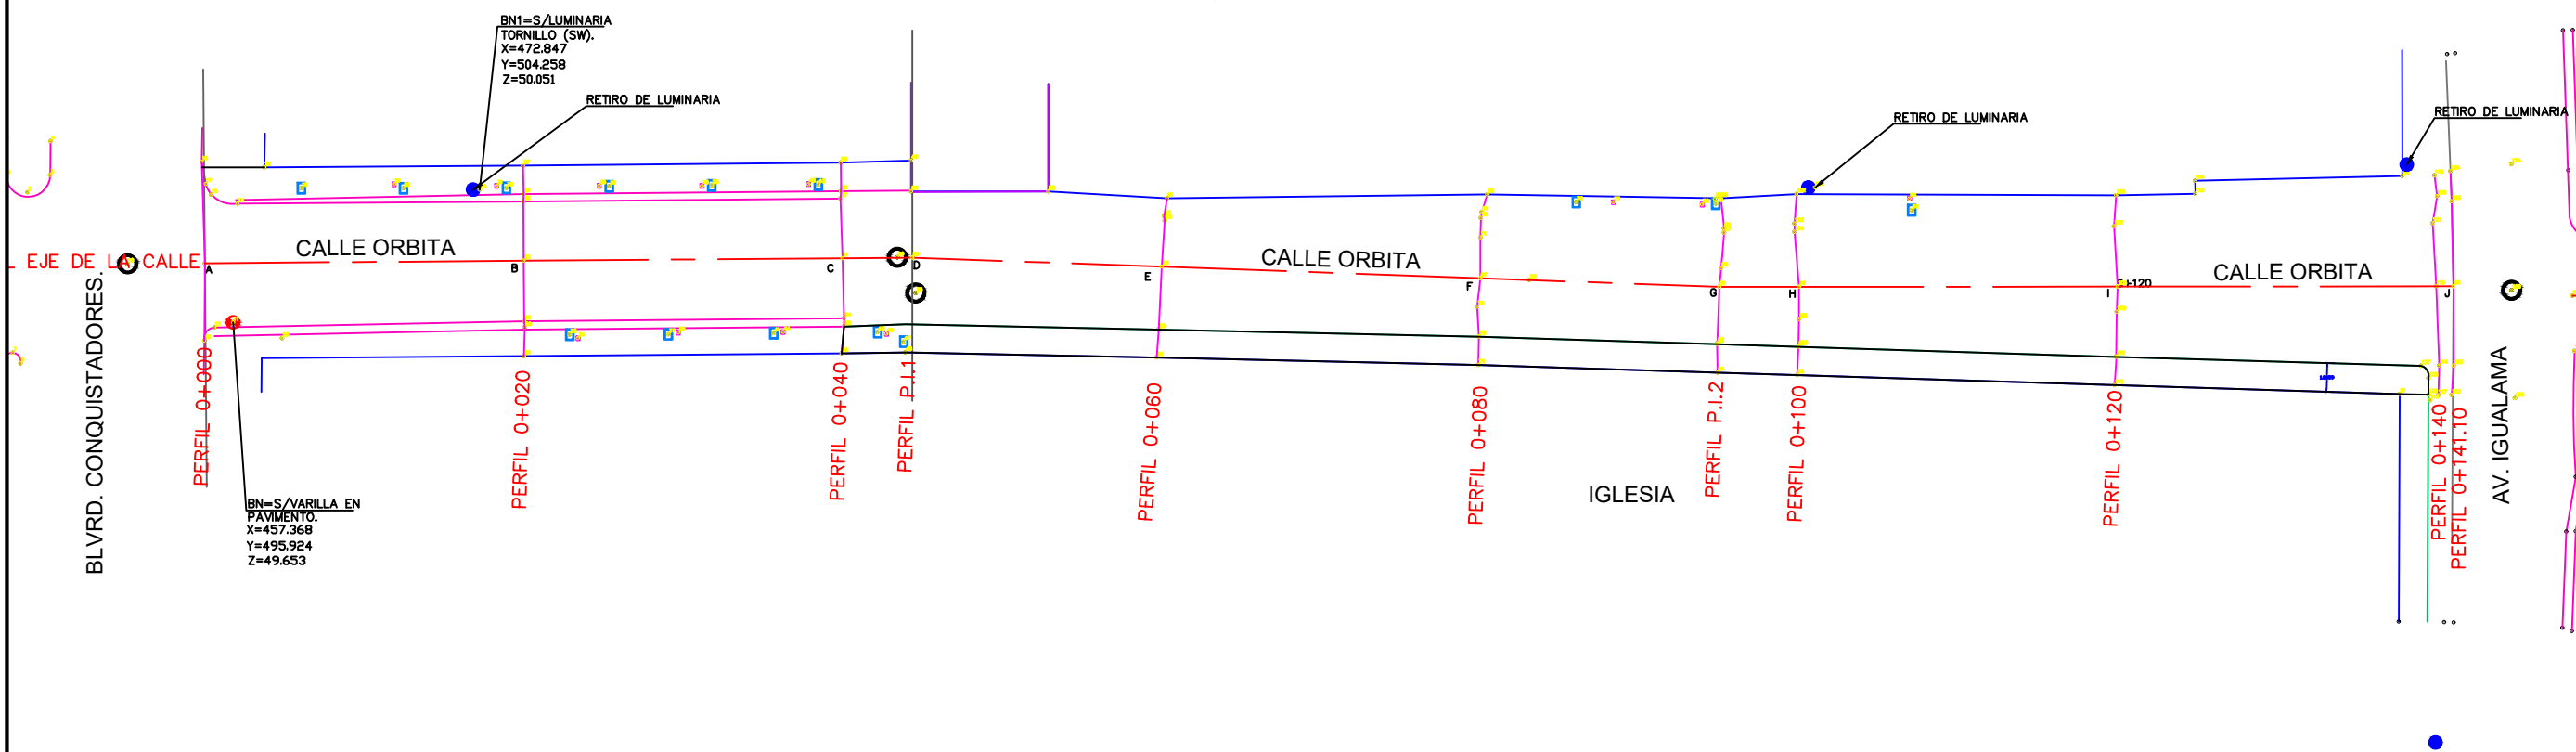 BN1=S/LUMINARIA
TORNILLO (SW).
X=472.847
Y=504.258
Z=50.051
RETIRO DE LUMINARIA
RETIRO DE LUMINARIA
RETIRO DE LUMINARIA
EJE DE LA CALLE
CALLE ORBITA
CALLE ORBITA
CALLE ORBITA
A
B
C
D
E
F
G
H
I
J
+120
BLVRD. CONQUISTADORES.
PERFIL 0+000
PERFIL 0+020
PERFIL 0+040
PERFIL P.I.1
PERFIL 0+060
PERFIL 0+080
PERFIL P.I.2
PERFIL 0+100
PERFIL 0+120
PERFIL 0+140
PERFIL 0+141.10
AV. IGUALAMA
IGLESIA
BN=S/VARILLA EN
PAVIMENTO.
X=457.368
Y=495.924
Z=49.653